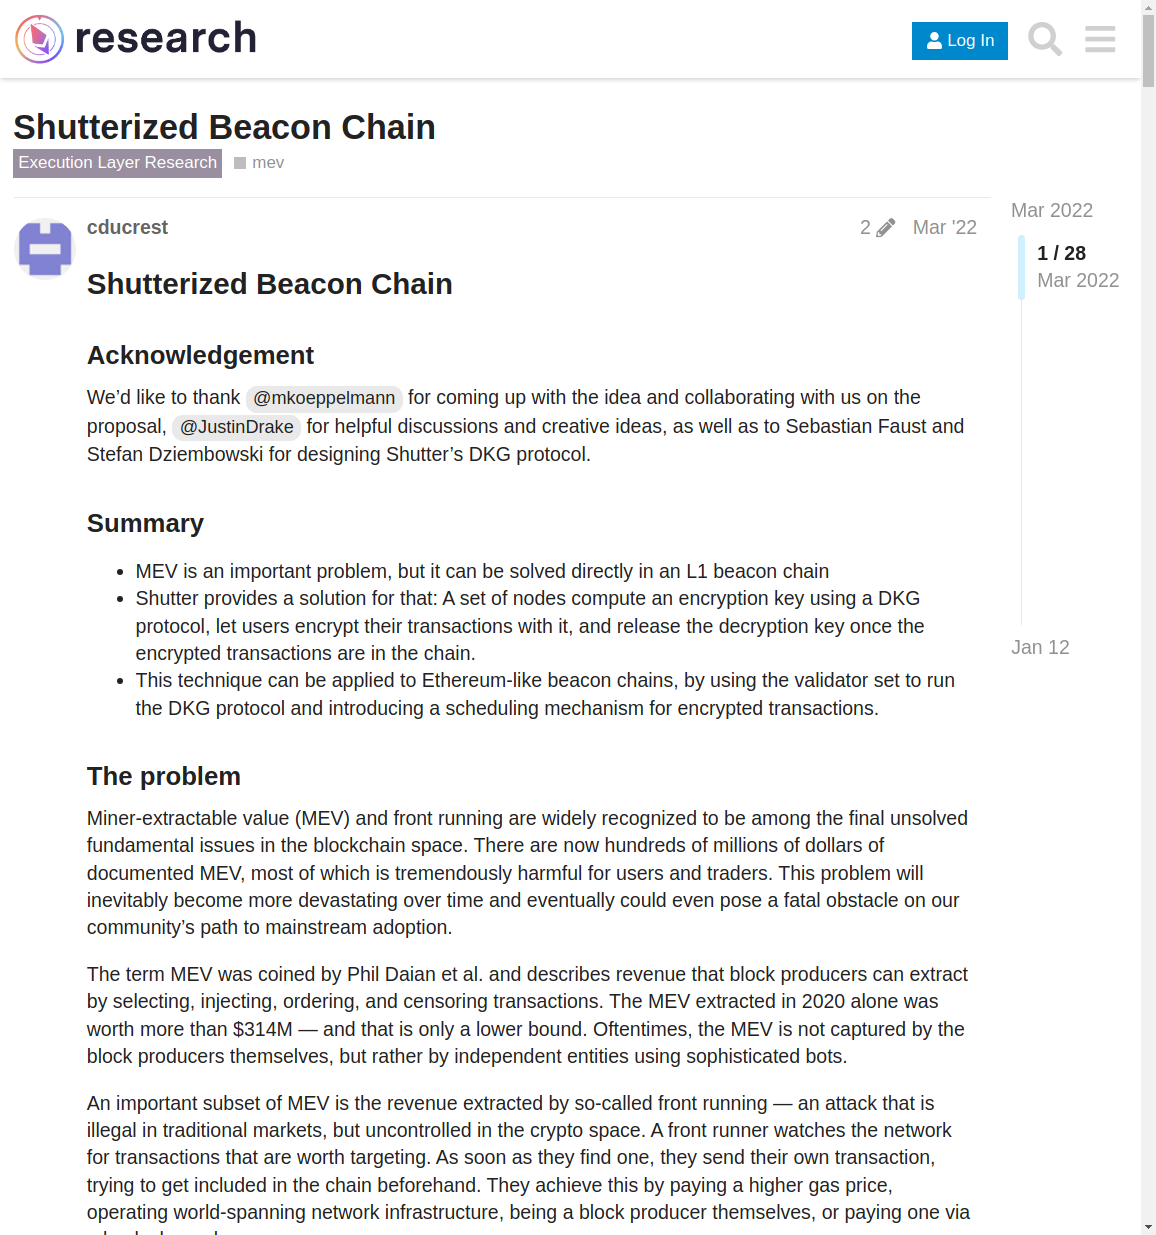 research
Log In
Shutterized Beacon Chain
Execution Layer Research
mev
cducrest
2
Mar '22
Mar 2022
1 / 28
Mar 2022
Jan 12
Shutterized Beacon Chain
Acknowledgement
We’d like to thank @mkoeppelmann for coming up with the idea and collaborating with us on the
proposal, @JustinDrake for helpful discussions and creative ideas, as well as to Sebastian Faust and
Stefan Dziembowski for designing Shutter’s DKG protocol.
Summary
• MEV is an important problem, but it can be solved directly in an L1 beacon chain
• Shutter provides a solution for that: A set of nodes compute an encryption key using a DKG
protocol, let users encrypt their transactions with it, and release the decryption key once the
encrypted transactions are in the chain.
• This technique can be applied to Ethereum-like beacon chains, by using the validator set to run
the DKG protocol and introducing a scheduling mechanism for encrypted transactions.
The problem
Miner-extractable value (MEV) and front running are widely recognized to be among the final unsolved
fundamental issues in the blockchain space. There are now hundreds of millions of dollars of
documented MEV, most of which is tremendously harmful for users and traders. This problem will
inevitably become more devastating over time and eventually could even pose a fatal obstacle on our
community’s path to mainstream adoption.
The term MEV was coined by Phil Daian et al. and describes revenue that block producers can extract
by selecting, injecting, ordering, and censoring transactions. The MEV extracted in 2020 alone was
worth more than $314M — and that is only a lower bound. Oftentimes, the MEV is not captured by the
block producers themselves, but rather by independent entities using sophisticated bots.
An important subset of MEV is the revenue extracted by so-called front running — an attack that is
illegal in traditional markets, but uncontrolled in the crypto space. A front runner watches the network
for transactions that are worth targeting. As soon as they find one, they send their own transaction,
trying to get included in the chain beforehand. They achieve this by paying a higher gas price,
operating world-spanning network infrastructure, being a block producer themselves, or paying one via